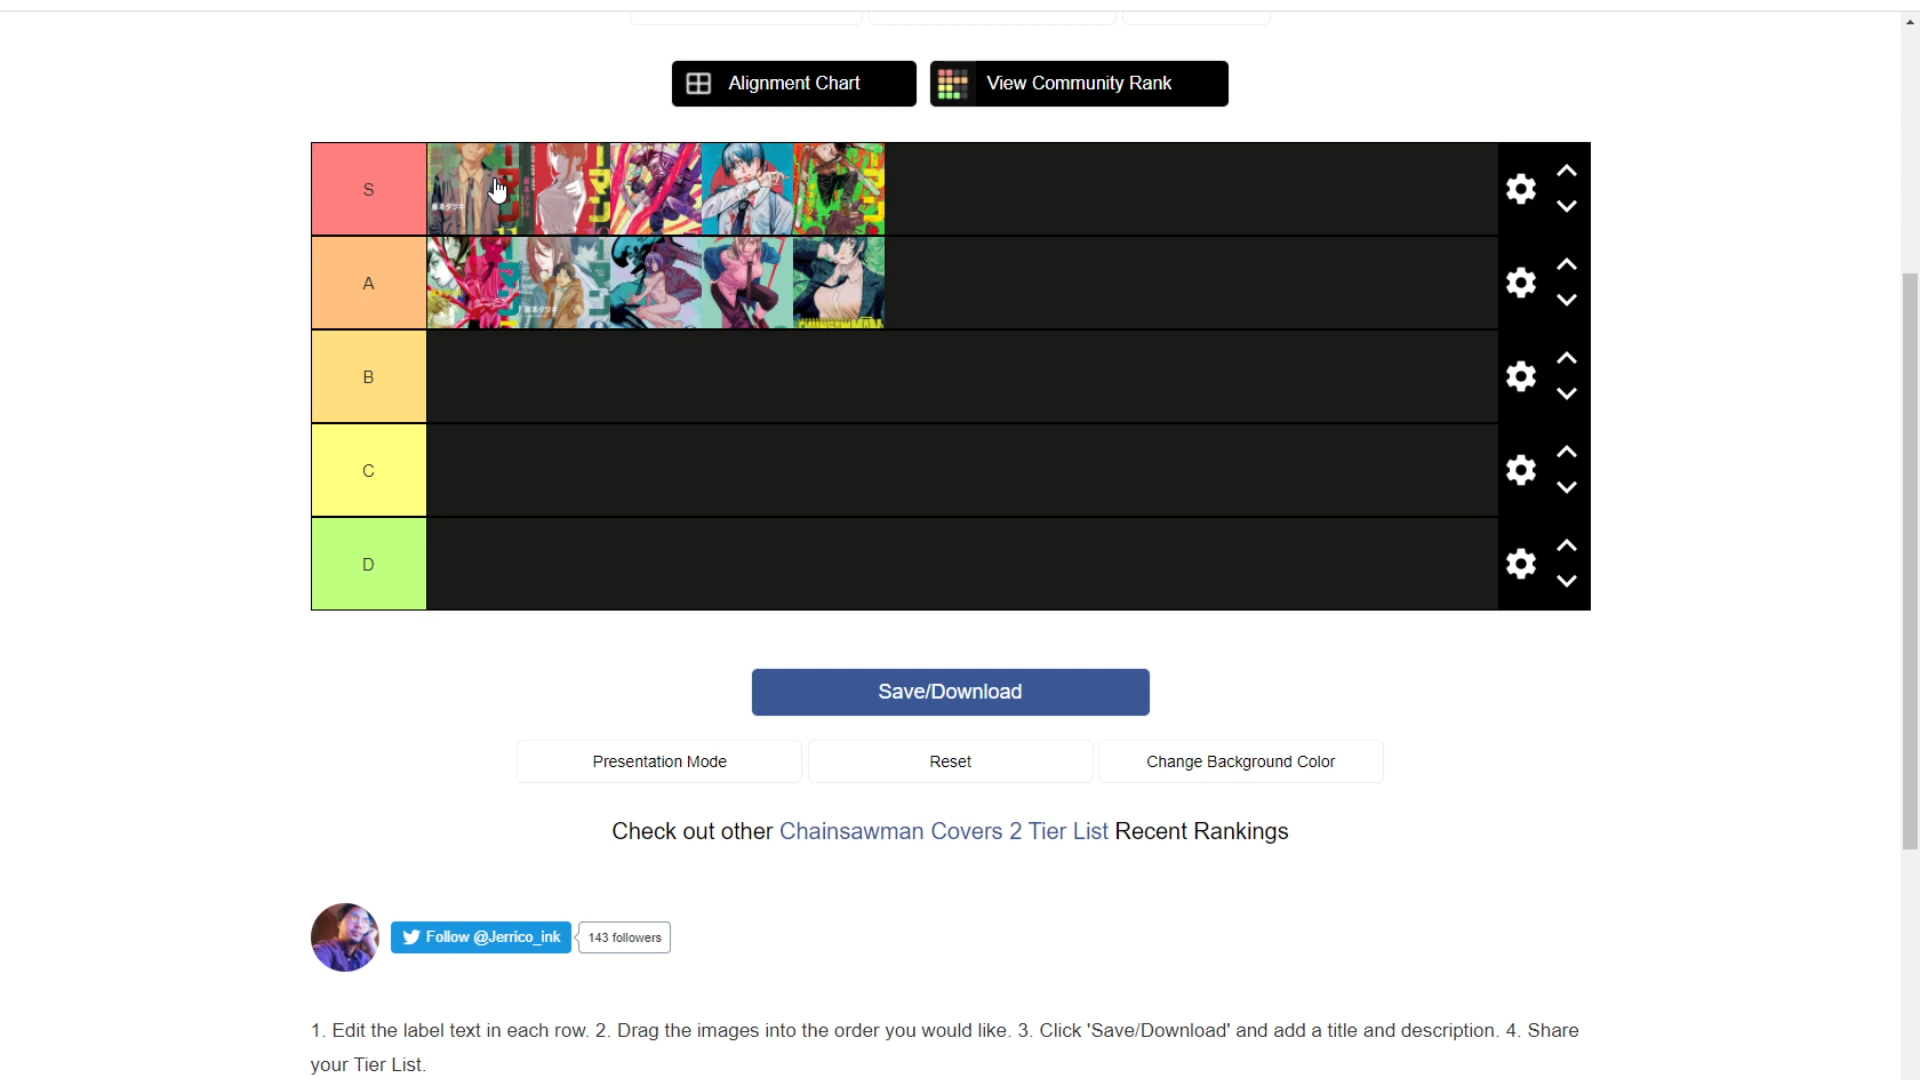 Alignment Chart
View Community Rank
S
A
B
C
D
Save/Download
Presentation Mode
Reset
Change Background Color
Check out other Chainsawman Covers 2 Tier List Recent Rankings
Follow @Jerrico_ink
143 followers
1. Edit the label text in each row. 2. Drag the images into the order you would like. 3. Click 'Save/Download' and add a title and description. 4. Share
your Tier List.